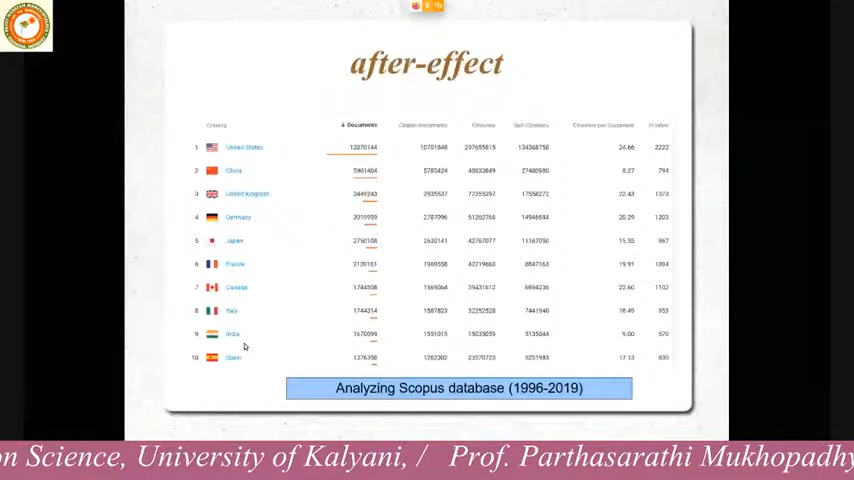 after-effect
Country ↓ Documents Citable documents Citations Self-Citations Citations per Document H index
1 United States 12070144 10701848 297655815 134368758 24.66 2222
2 China 5901404 5785424 48833849 27480980 8.27 794
3 United Kingdom 3449243 2935537 77355297 17558272 22.43 1373
4 Germany 3019959 2787096 51262766 14946684 20.29 1203
5 Japan 2750108 2630141 42767077 11167050 15.55 967
6 France 2120161 1969558 42219660 8847163 19.91 1094
7 Canada 1744508 1569064 39431612 6694236 22.60 1102
8 Italy 1744314 1587823 32252528 7441940 18.49 953
9 India 1670099 1551015 15035059 5135044 9.00 570
10 Spain 1376358 1262302 23570723 5251983 17.13 830
Analyzing Scopus database (1996-2019)
on Science, University of Kalyani, / Prof. Parthasarathi Mukhopadhy